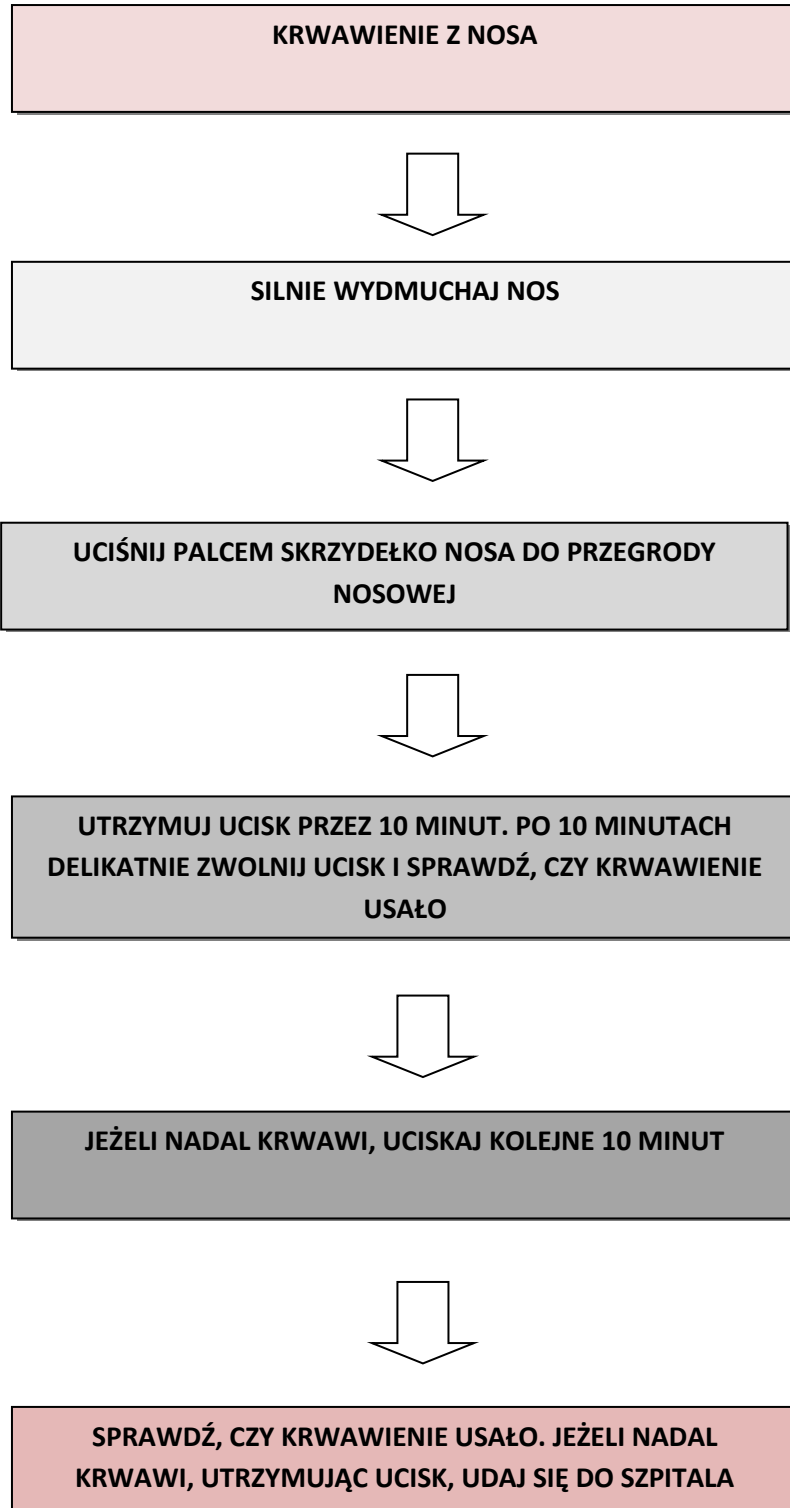 KRWAWIENIE Z NOSA
SILNIE WYDMUCHAJ NOS
UCIŚNIJ PALCEM SKRZYDEŁKO NOSA DO PRZEGRODY
NOSOWEJ
UTRZYMUJ UCISK PRZEZ 10 MINUT. PO 10 MINUTACH
DELIKATNIE ZWOLNIJ UCISK I SPRAWDŹ, CZY KRWAWIENIE
USAŁO
JEŻELI NADAL KRWAWI, UCISKAJ KOLEJNE 10 MINUT
SPRAWDŹ, CZY KRWAWIENIE USAŁO. JEŻELI NADAL
KRWAWI, UTRZYMUJĄC UCISK, UDAJ SIĘ DO SZPITALA